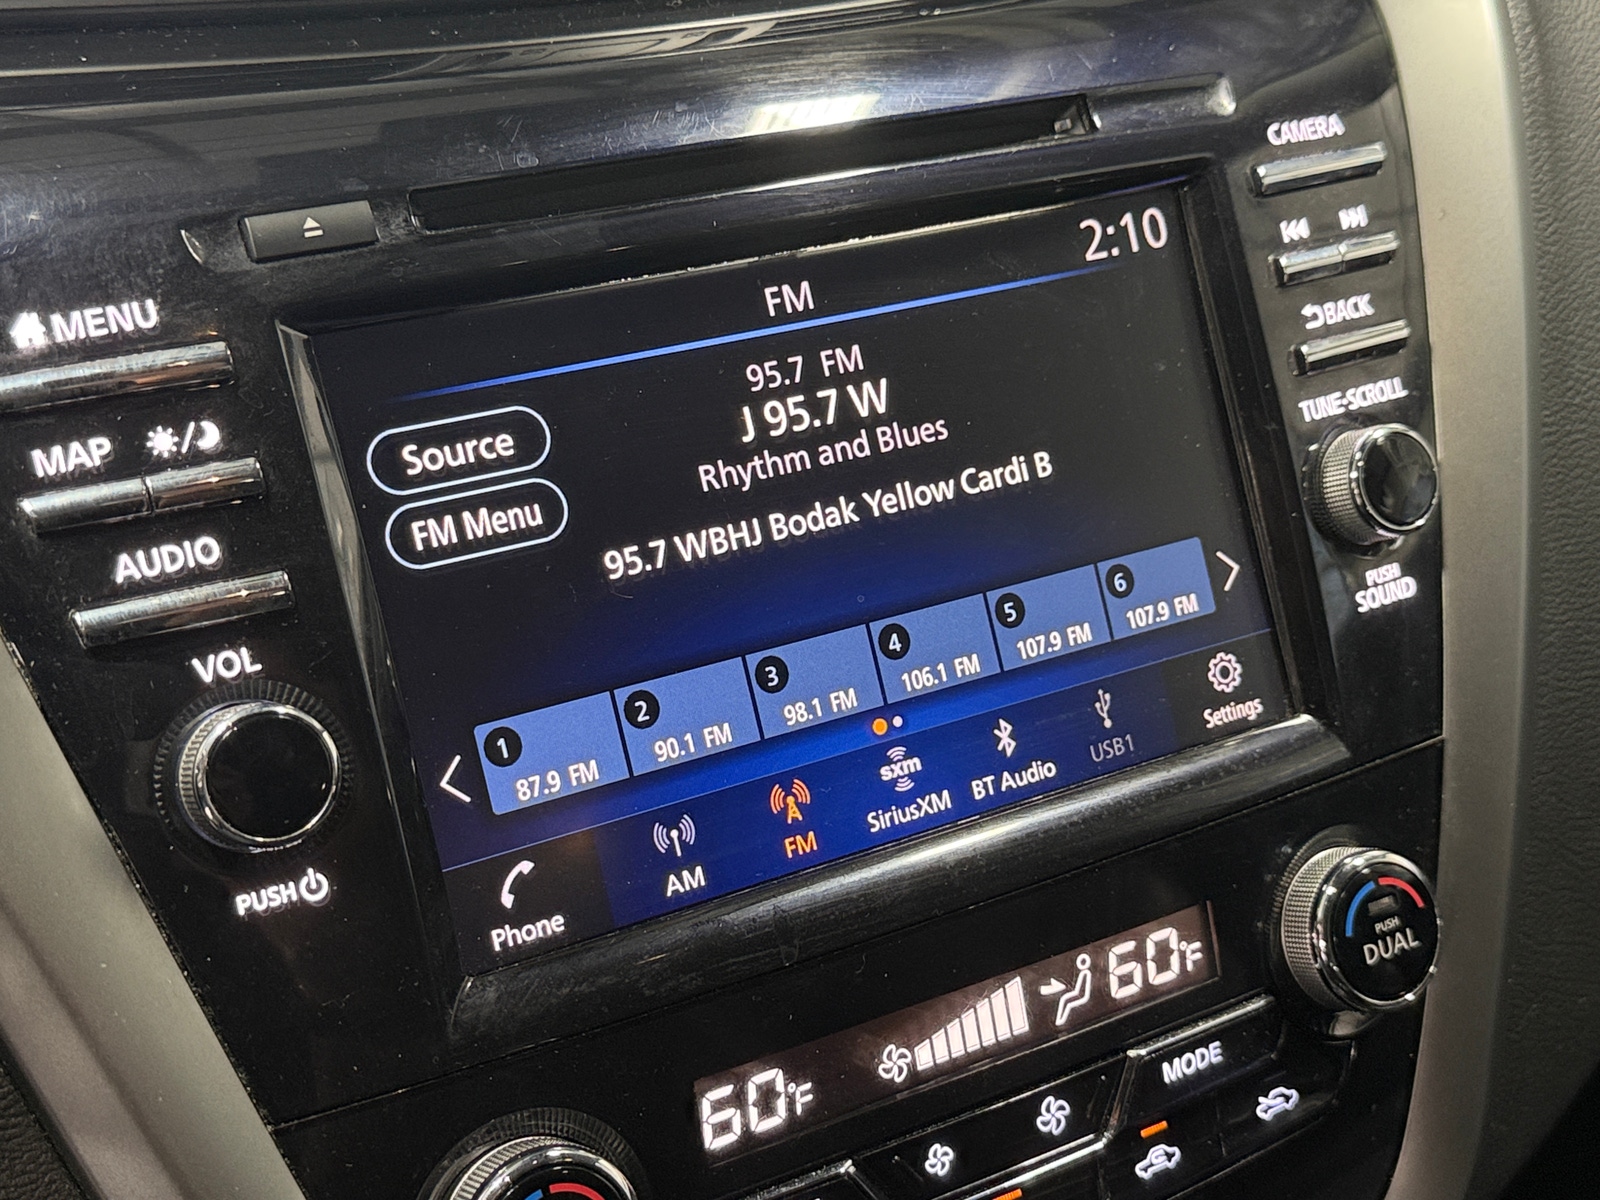 CAMERA
2:10
FM
MENU
BACK
95.7 FM
J 95.7 W
Rhythm and Blues
95.7 WBHJ Bodak Yellow Cardi B
Source
FM Menu
MAP
AUDIO
VOL
PUSH
TUNE·SCROLL
PUSH
SOUND
1
87.9 FM
2
90.1 FM
3
98.1 FM
4
106.1 FM
5
107.9 FM
6
107.9 FM
Phone
AM
FM
sxm
SiriusXM
BT Audio
USB1
Settings
60°F
60°F
PUSH
DUAL
MODE